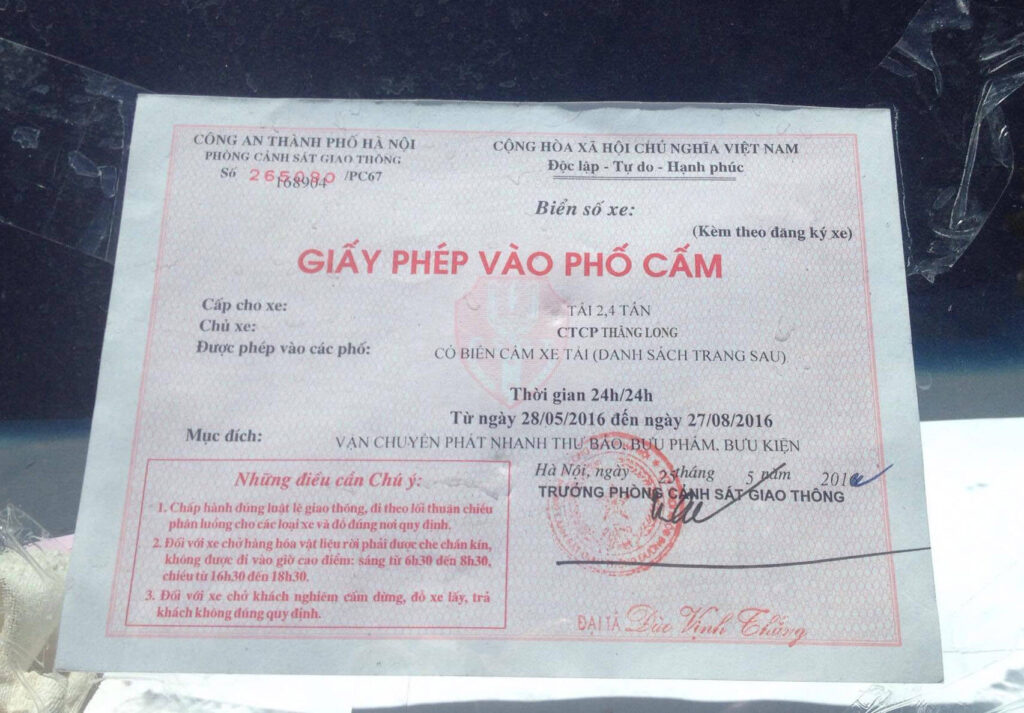 CÔNG AN THÀNH PHỐ HÀ NỘI
PHÒNG CẢNH SÁT GIAO THÔNG
Số 265080 /PC67
168904
CỘNG HÒA XÃ HỘI CHỦ NGHĨA VIỆT NAM
Độc lập - Tự do - Hạnh phúc
Biển số xe:
(Kèm theo đăng ký xe)
GIẤY PHÉP VÀO PHỐ CẤM
Cấp cho xe: TẢI 2,4 TẤN
Chủ xe: CTCP THĂNG LONG
Được phép vào các phố: CÓ BIỂN CẤM XE TẢI (DANH SÁCH TRANG SAU)
Thời gian 24h/24h
Từ ngày 28/05/2016 đến ngày 27/08/2016
Mục đích: VẬN CHUYỂN PHÁT NHANH THƯ BÁO, BƯU PHẨM, BƯU KIỆN
Hà Nội, ngày 25 tháng 5 năm 2016
TRƯỞNG PHÒNG CẢNH SÁT GIAO THÔNG
Những điều cần Chú ý:
1. Chấp hành đúng luật lệ giao thông, đi theo lối thuận chiều
phân luồng cho các loại xe và đỗ đúng nơi quy định.
2. Đối với xe chở hàng hóa vật liệu rời phải được che chắn kín,
không được đi vào giờ cao điểm: sáng từ 6h30 đến 8h30,
chiều từ 16h30 đến 18h30.
3. Đối với xe chở khách nghiêm cấm dừng, đỗ xe lấy, trả
khách không đúng quy định.
ĐẠI TÁ Đào Vịnh Thắng